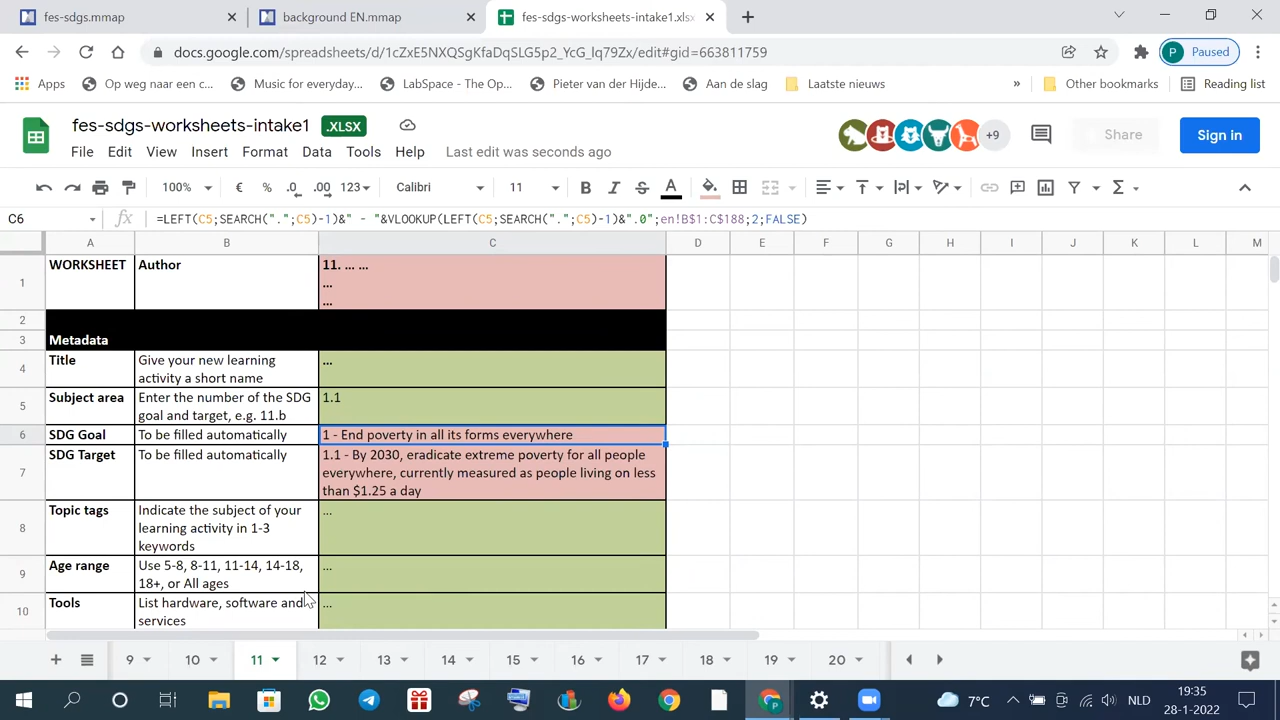 fes-sdgs.mmap
background EN.mmap
fes-sdgs-worksheets-intake1.xlsx
docs.google.com/spreadsheets/d/1cZxE5NXQSgKfaDqSLG5p2_YcG_lq79Zx/edit#gid=663811759
P Paused
Apps
Op weg naar een c...
Music for everyday...
LabSpace - The Op...
Pieter van der Hijde...
Aan de slag
Laatste nieuws
»
Other bookmarks
Reading list
fes-sdgs-worksheets-intake1 .XLSX
+9
Share
Sign in
File Edit View Insert Format Data Tools Help Last edit was seconds ago
100% € % .0 .00 123 Calibri 11 B I S A Σ
C6 fx =LEFT(C5;SEARCH(".";C5)-1)&" - "&VLOOKUP(LEFT(C5;SEARCH(".";C5)-1)&".0";en!B$1:C$188;2;FALSE)
A B C D E F G H I J K L M
1 WORKSHEET Author 11. ... ...
...
...
2
3 Metadata
4 Title Give your new learning ...
activity a short name
5 Subject area Enter the number of the SDG 1.1
goal and target, e.g. 11.b
6 SDG Goal To be filled automatically 1 - End poverty in all its forms everywhere
7 SDG Target To be filled automatically 1.1 - By 2030, eradicate extreme poverty for all people
everywhere, currently measured as people living on less
than $1.25 a day
8 Topic tags Indicate the subject of your ...
learning activity in 1-3
keywords
9 Age range Use 5-8, 8-11, 11-14, 14-18, ...
18+, or All ages
10 Tools List hardware, software and ...
services
9 10 11 12 13 14 15 16 17 18 19 20
7°C NLD 19:35
28-1-2022